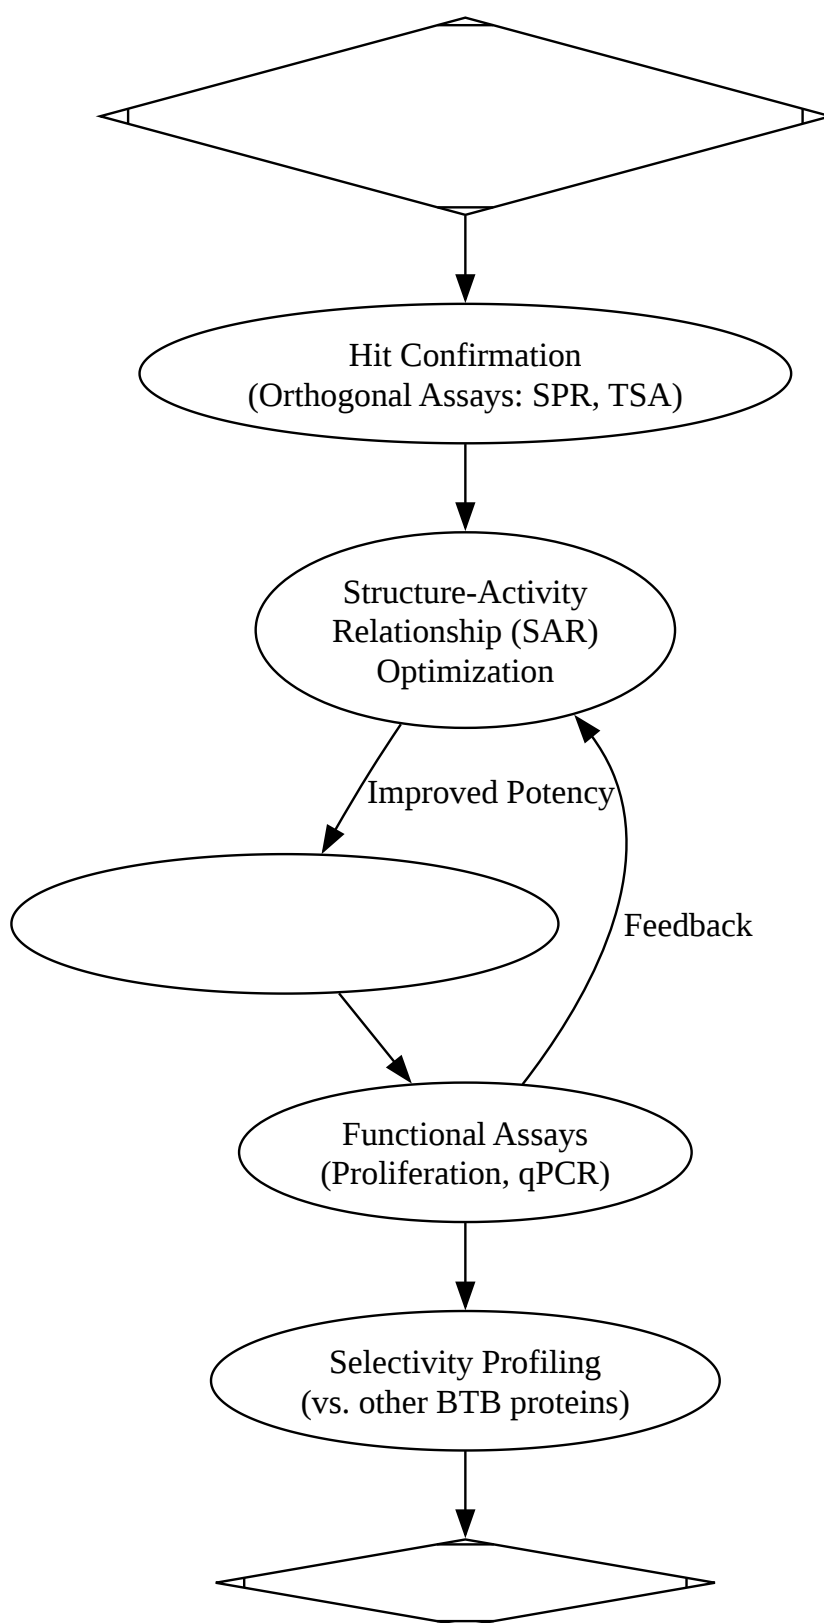 Hit Confirmation
(Orthogonal Assays: SPR, TSA)
Structure-Activity
Relationship (SAR)
Optimization
Improved Potency
Feedback
Functional Assays
(Proliferation, qPCR)
Selectivity Profiling
(vs. other BTB proteins)